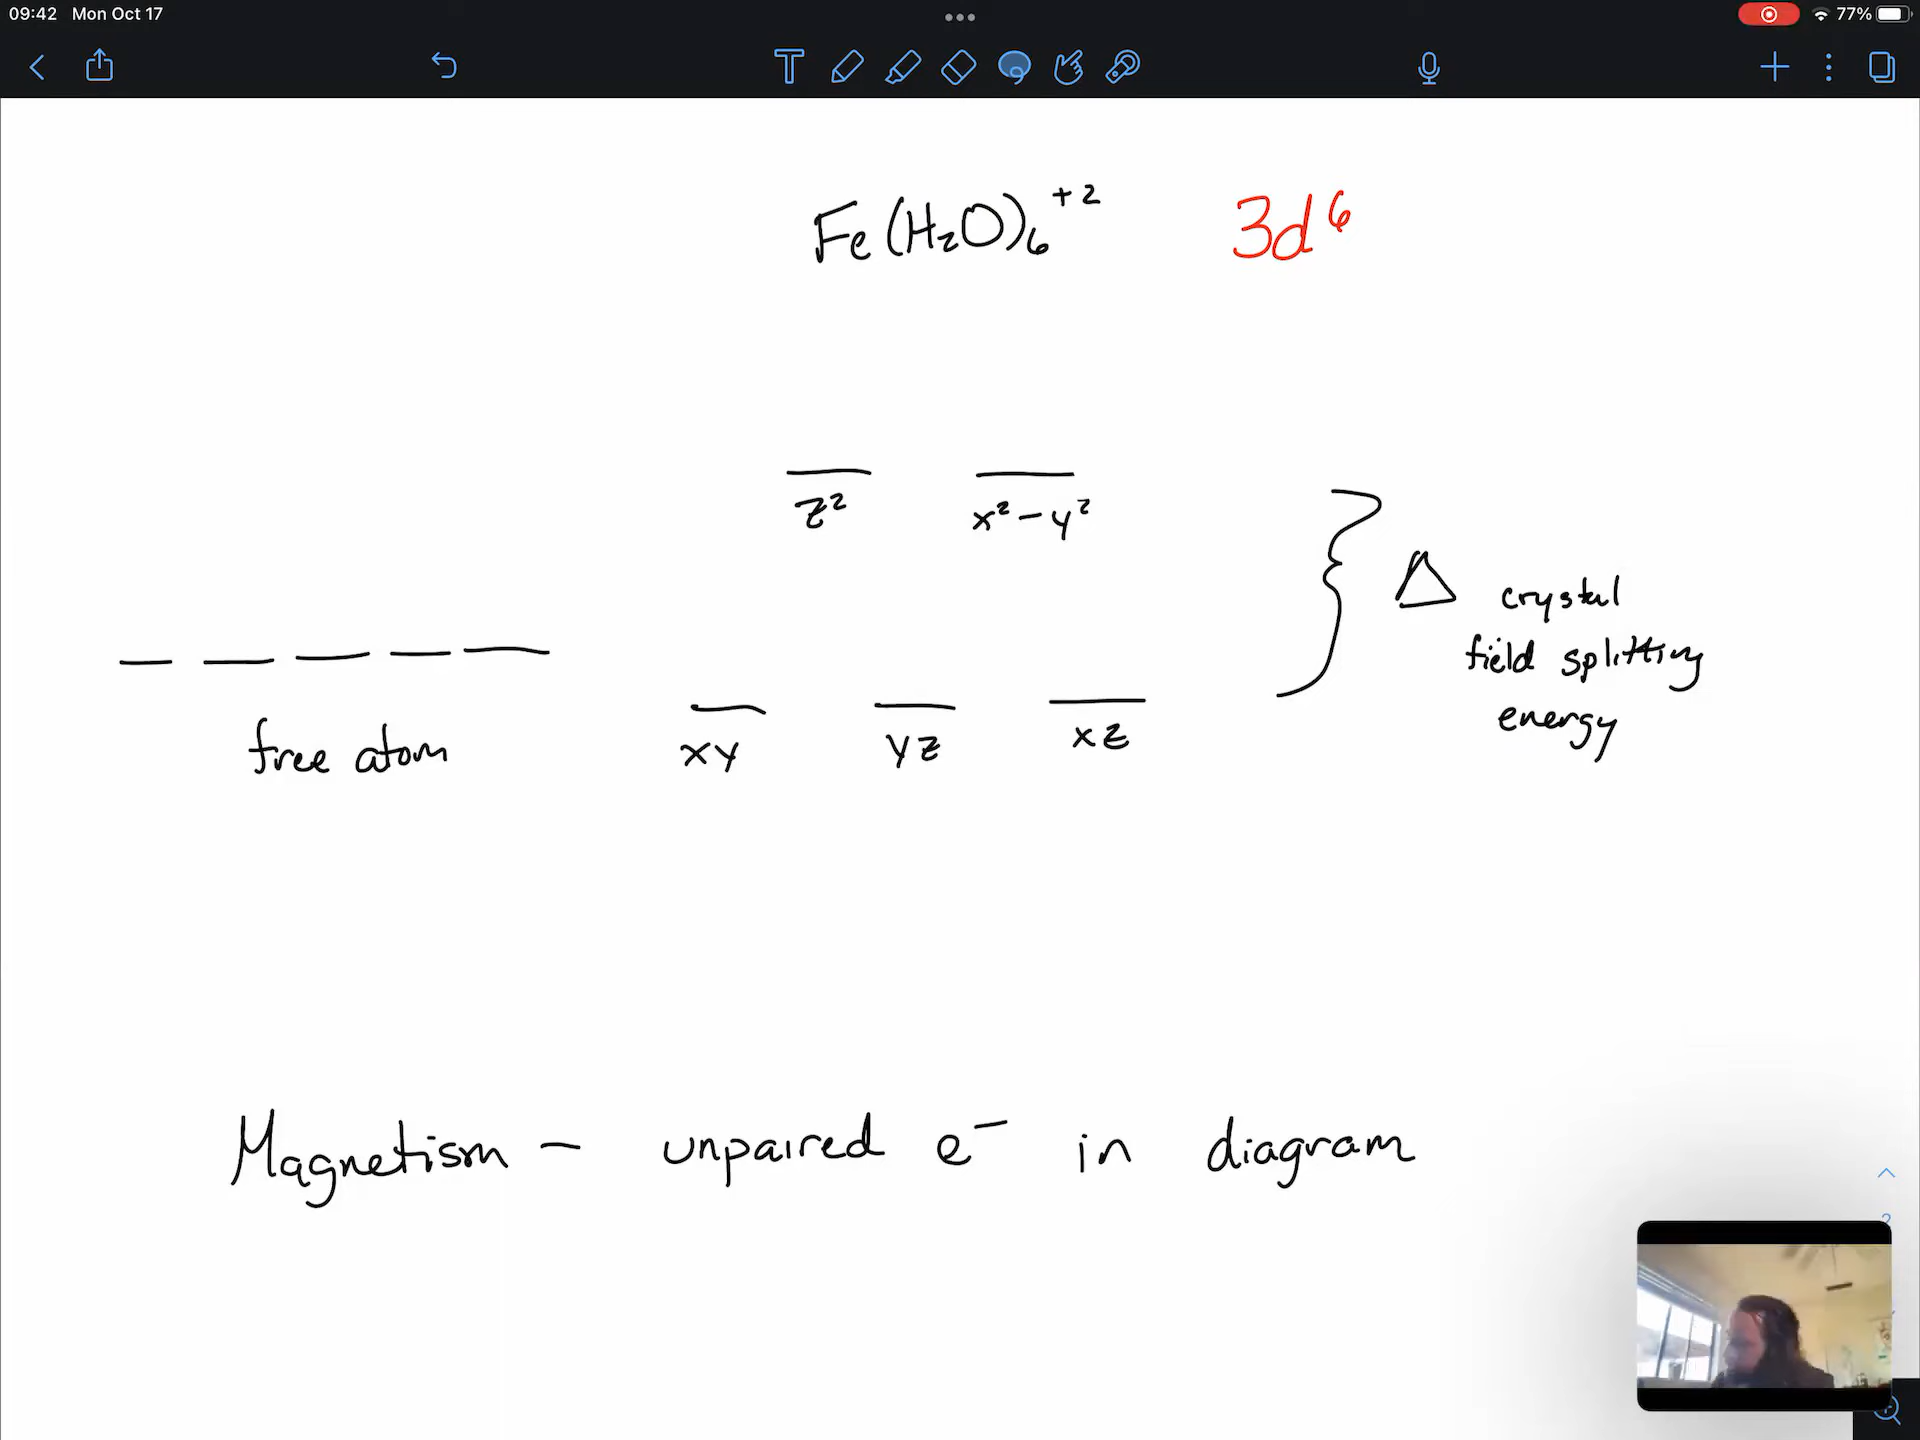 09:42 Mon Oct 17
77%
Fe(H₂O)₆⁺² 3d⁶
z² x²-y²
Δ crystal
field splitting
energy
free atom
xy yz xz
Magnetism - unpaired e⁻ in diagram
2